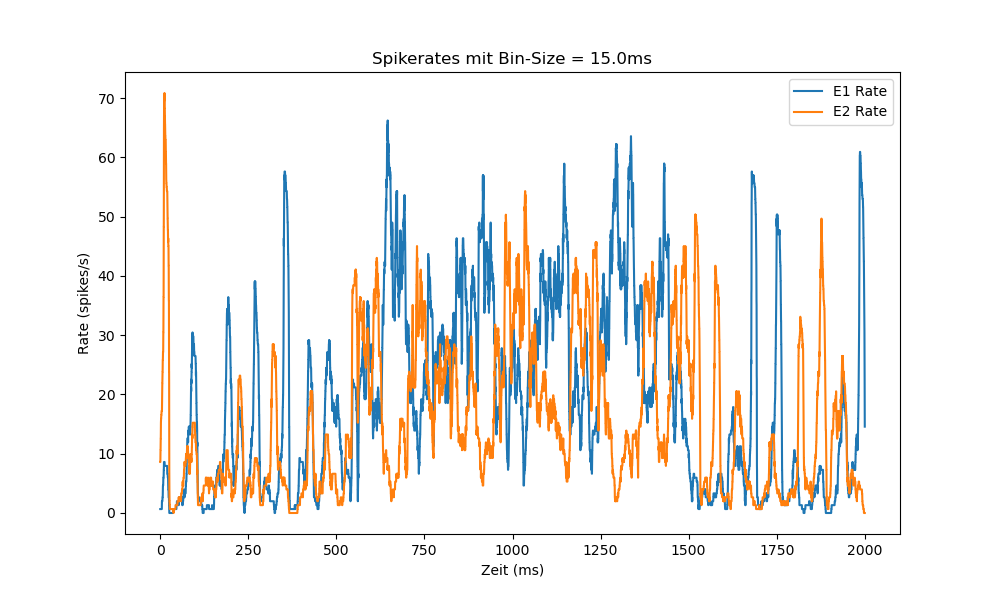 Spikerates mit Bin-Size = 15.0ms
E1 Rate
E2 Rate
Rate (spikes/s)
70
60
50
40
30
20
10
0
0 250 500 750 1000 1250 1500 1750 2000
Zeit (ms)